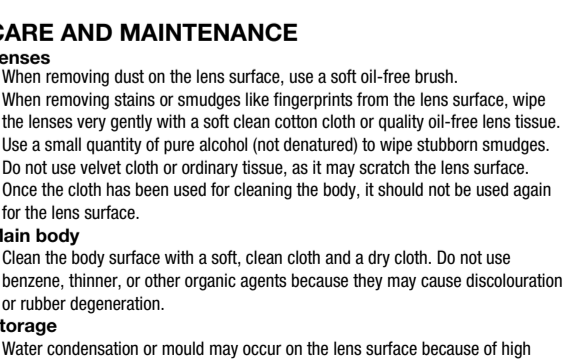 CARE AND MAINTENANCE
enses
When removing dust on the lens surface, use a soft oil-free brush.
When removing stains or smudges like fingerprints from the lens surface, wipe
the lenses very gently with a soft clean cotton cloth or quality oil-free lens tissue.
Use a small quantity of pure alcohol (not denatured) to wipe stubborn smudges.
Do not use velvet cloth or ordinary tissue, as it may scratch the lens surface.
Once the cloth has been used for cleaning the body, it should not be used again
for the lens surface.
ain body
Clean the body surface with a soft, clean cloth and a dry cloth. Do not use
benzene, thinner, or other organic agents because they may cause discolouration
or rubber degeneration.
torage
Water condensation or mould may occur on the lens surface because of high